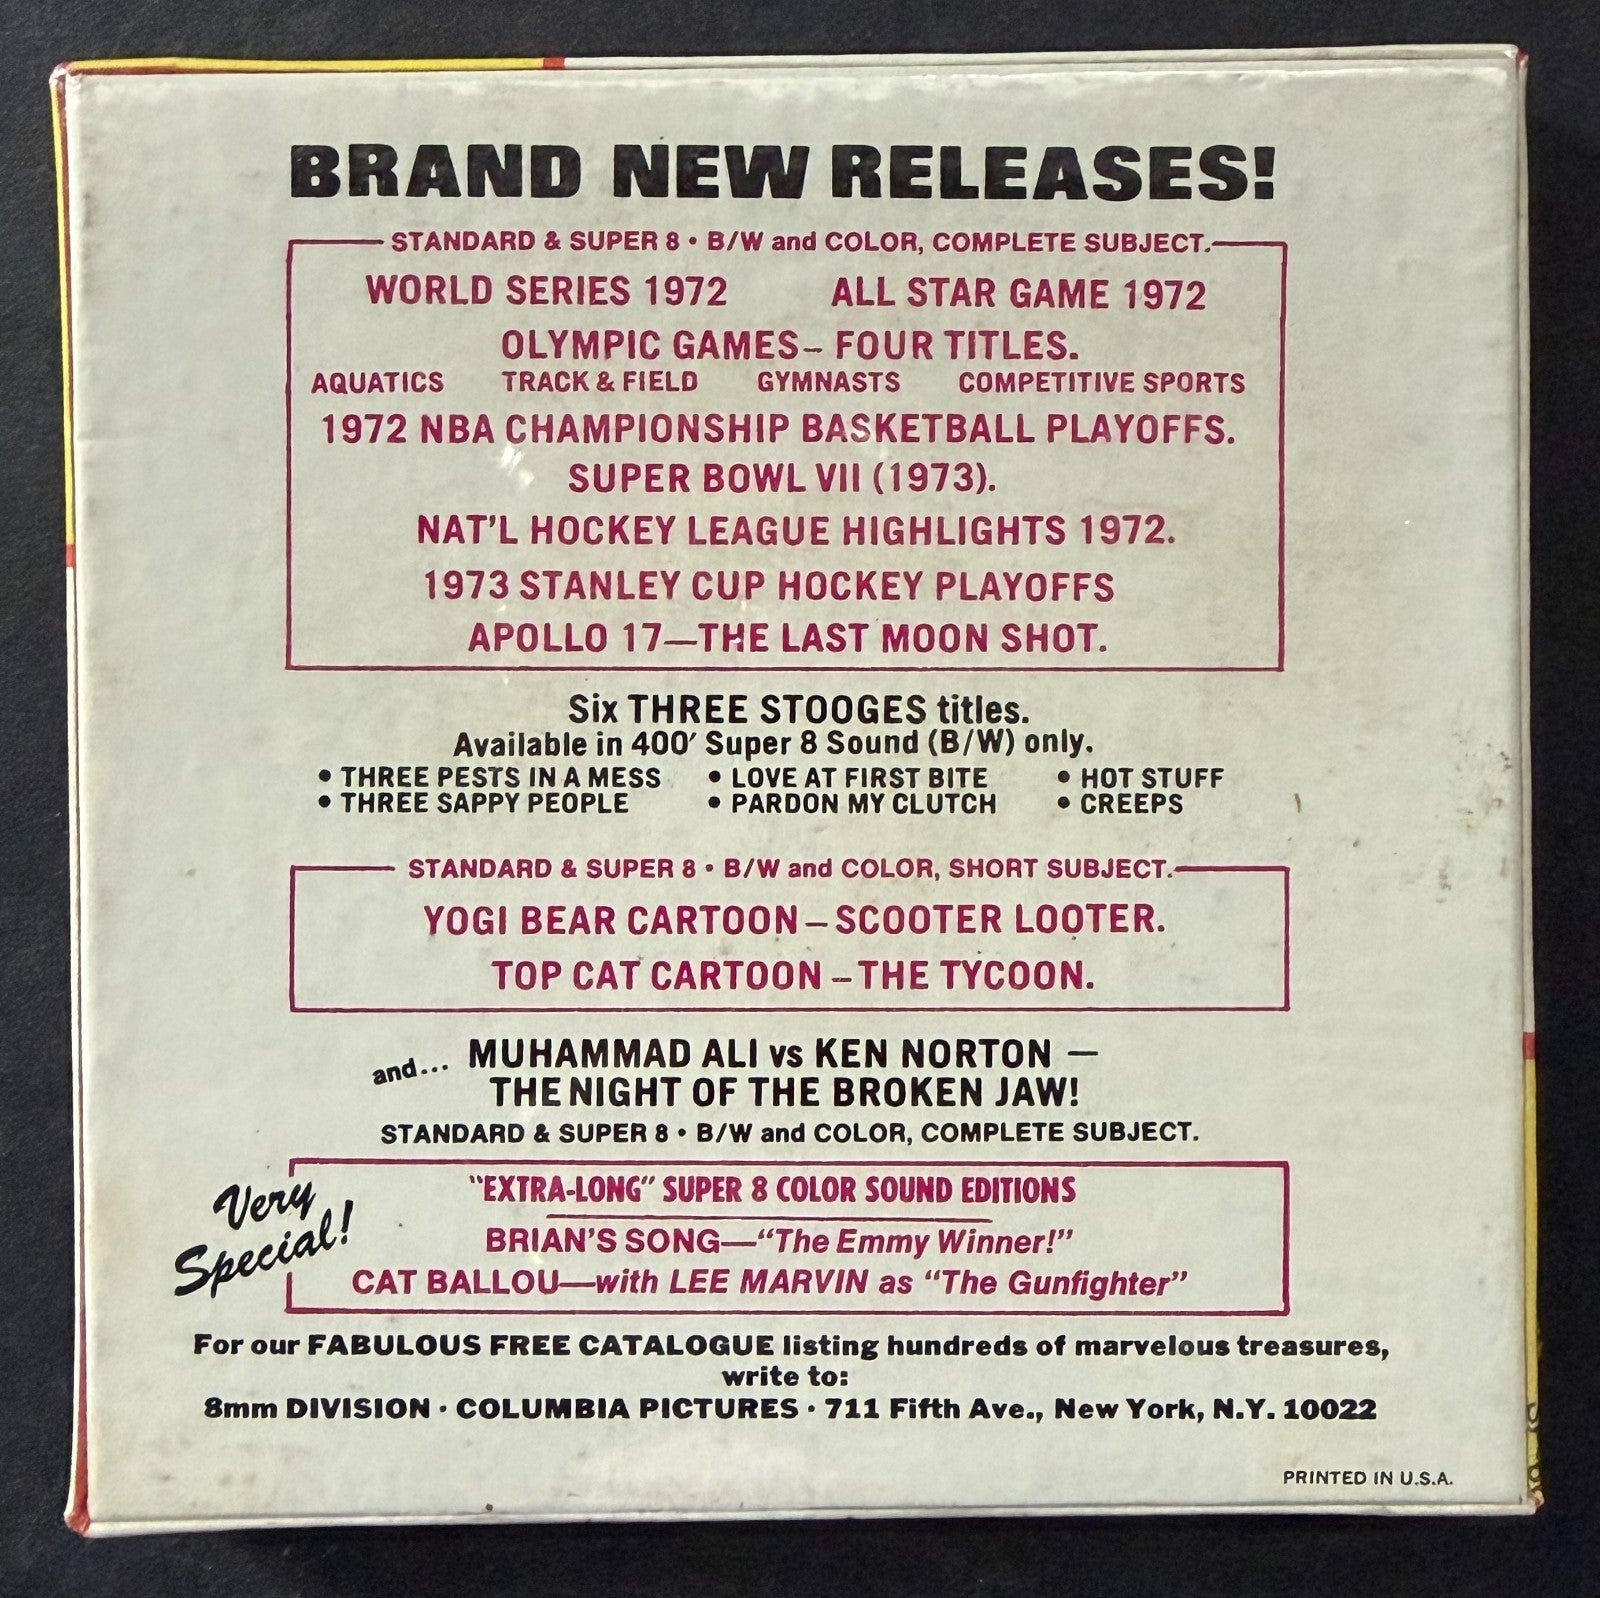 BRAND NEW RELEASES!
STANDARD & SUPER 8 • B/W and COLOR, COMPLETE SUBJECT.
WORLD SERIES 1972 ALL STAR GAME 1972
OLYMPIC GAMES – FOUR TITLES.
AQUATICS TRACK & FIELD GYMNASTS COMPETITIVE SPORTS
1972 NBA CHAMPIONSHIP BASKETBALL PLAYOFFS.
SUPER BOWL VII (1973).
NAT'L HOCKEY LEAGUE HIGHLIGHTS 1972.
1973 STANLEY CUP HOCKEY PLAYOFFS
APOLLO 17—THE LAST MOON SHOT.
Six THREE STOOGES titles.
Available in 400′ Super 8 Sound (B/W) only.
• THREE PESTS IN A MESS • LOVE AT FIRST BITE • HOT STUFF
• THREE SAPPY PEOPLE • PARDON MY CLUTCH • CREEPS
STANDARD & SUPER 8 • B/W and COLOR, SHORT SUBJECT.
YOGI BEAR CARTOON – SCOOTER LOOTER.
TOP CAT CARTOON – THE TYCOON.
and... MUHAMMAD ALI vs KEN NORTON —
THE NIGHT OF THE BROKEN JAW!
STANDARD & SUPER 8 • B/W and COLOR, COMPLETE SUBJECT.
Very
Special!
"EXTRA-LONG" SUPER 8 COLOR SOUND EDITIONS
BRIAN'S SONG—"The Emmy Winner!"
CAT BALLOU—with LEE MARVIN as "The Gunfighter"
For our FABULOUS FREE CATALOGUE listing hundreds of marvelous treasures,
write to:
8mm DIVISION · COLUMBIA PICTURES · 711 Fifth Ave., New York, N.Y. 10022
PRINTED IN U.S.A.